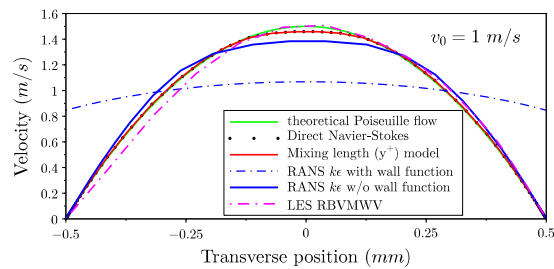 1.6
1.4
1.2
1
0.8
0.6
0.4
0.2
0
Velocity (m/s)
v₀ = 1 m/s
theoretical Poiseuille flow
Direct Navier-Stokes
Mixing length (y⁺) model
RANS kϵ with wall function
RANS kϵ w/o wall function
LES RBVMWV
−0.5
−0.25
0
0.25
0.5
Transverse position (mm)